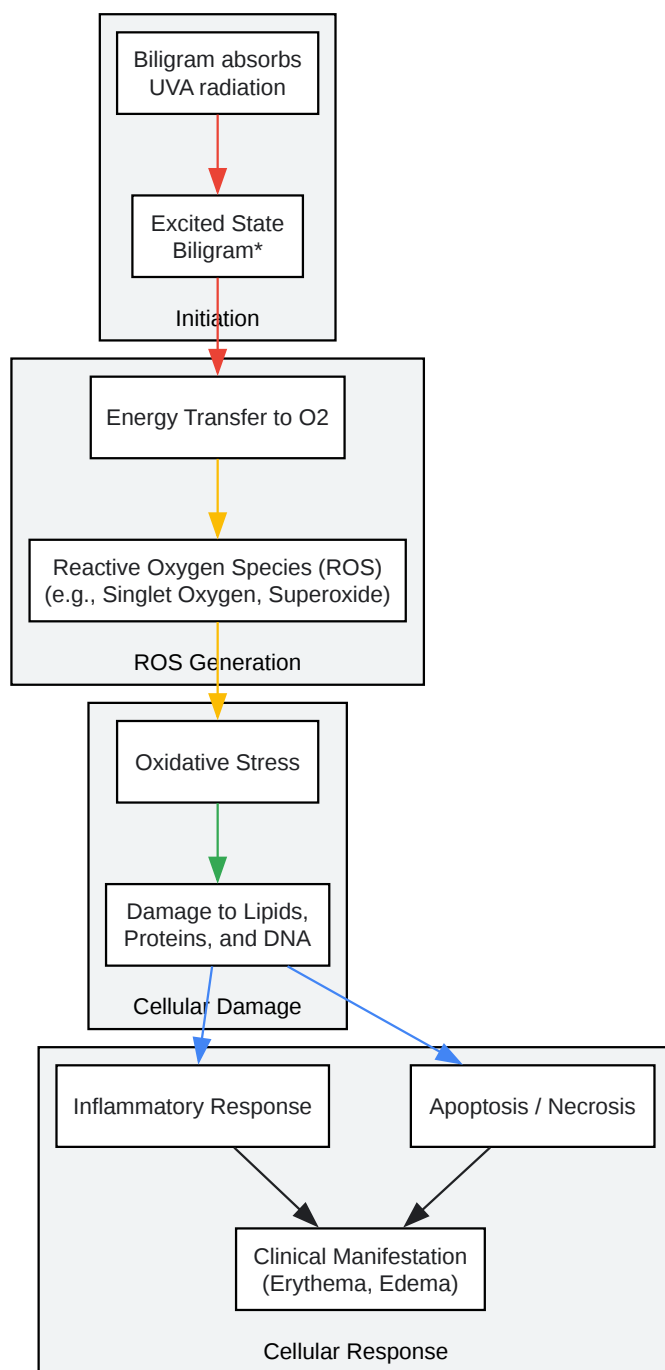 Biligram absorbs
UVA radiation
Excited State
Biligram*
Initiation
Energy Transfer to O2
Reactive Oxygen Species (ROS)
(e.g., Singlet Oxygen, Superoxide)
ROS Generation
Oxidative Stress
Damage to Lipids,
Proteins, and DNA
Cellular Damage
Inflammatory Response
Apoptosis / Necrosis
Clinical Manifestation
(Erythema, Edema)
Cellular Response